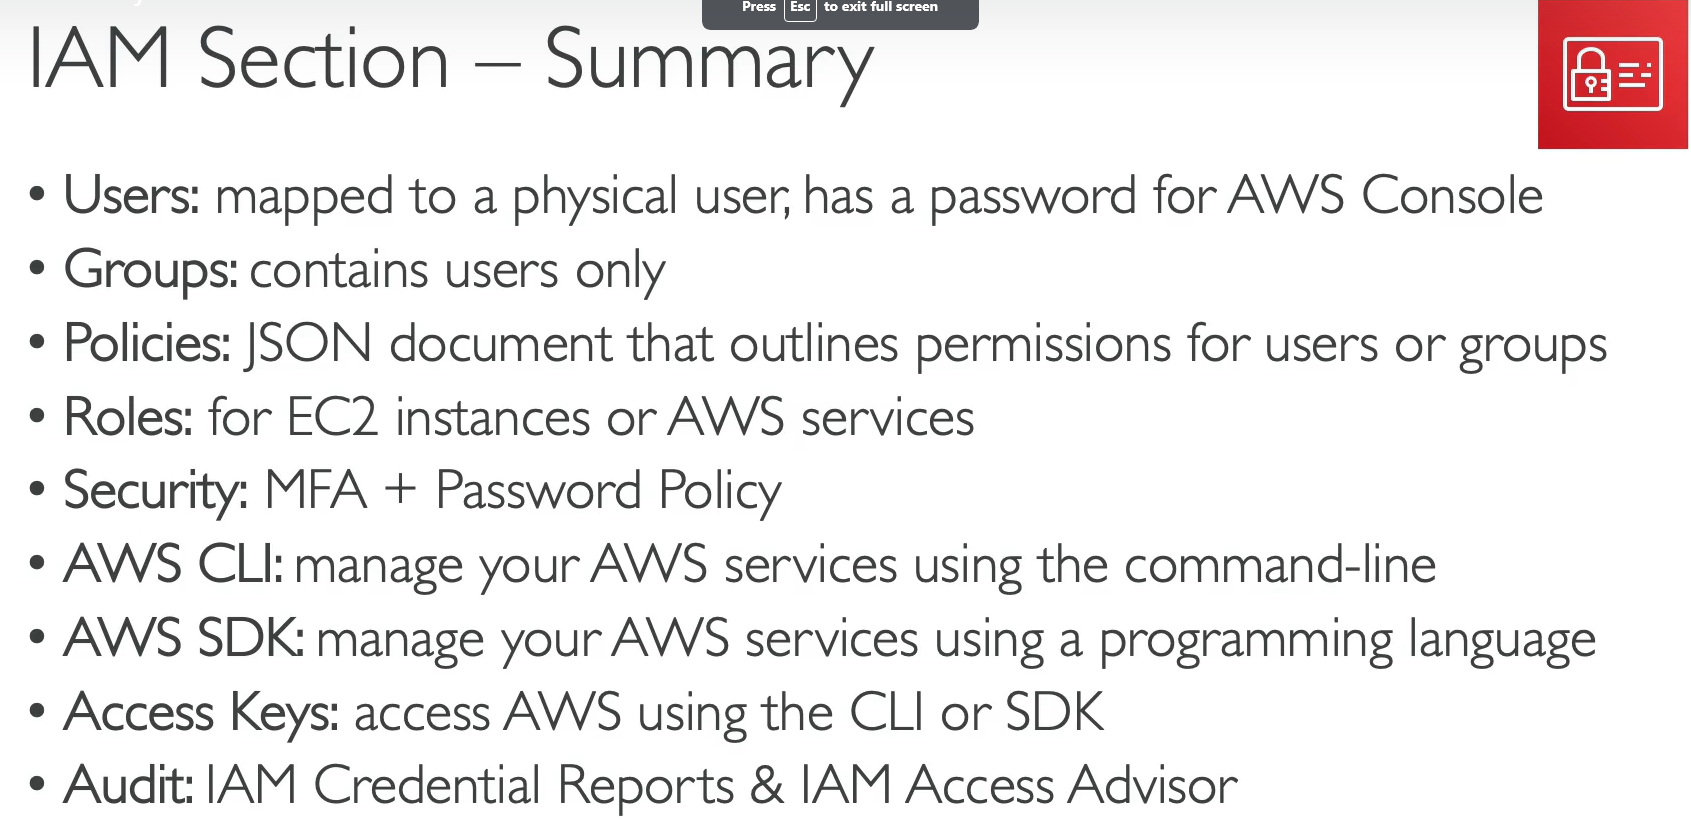 Press Esc to exit full screen
IAM Section – Summary
• Users: mapped to a physical user, has a password for AWS Console
• Groups: contains users only
• Policies: JSON document that outlines permissions for users or groups
• Roles: for EC2 instances or AWS services
• Security: MFA + Password Policy
• AWS CLI: manage your AWS services using the command-line
• AWS SDK: manage your AWS services using a programming language
• Access Keys: access AWS using the CLI or SDK
• Audit: IAM Credential Reports & IAM Access Advisor